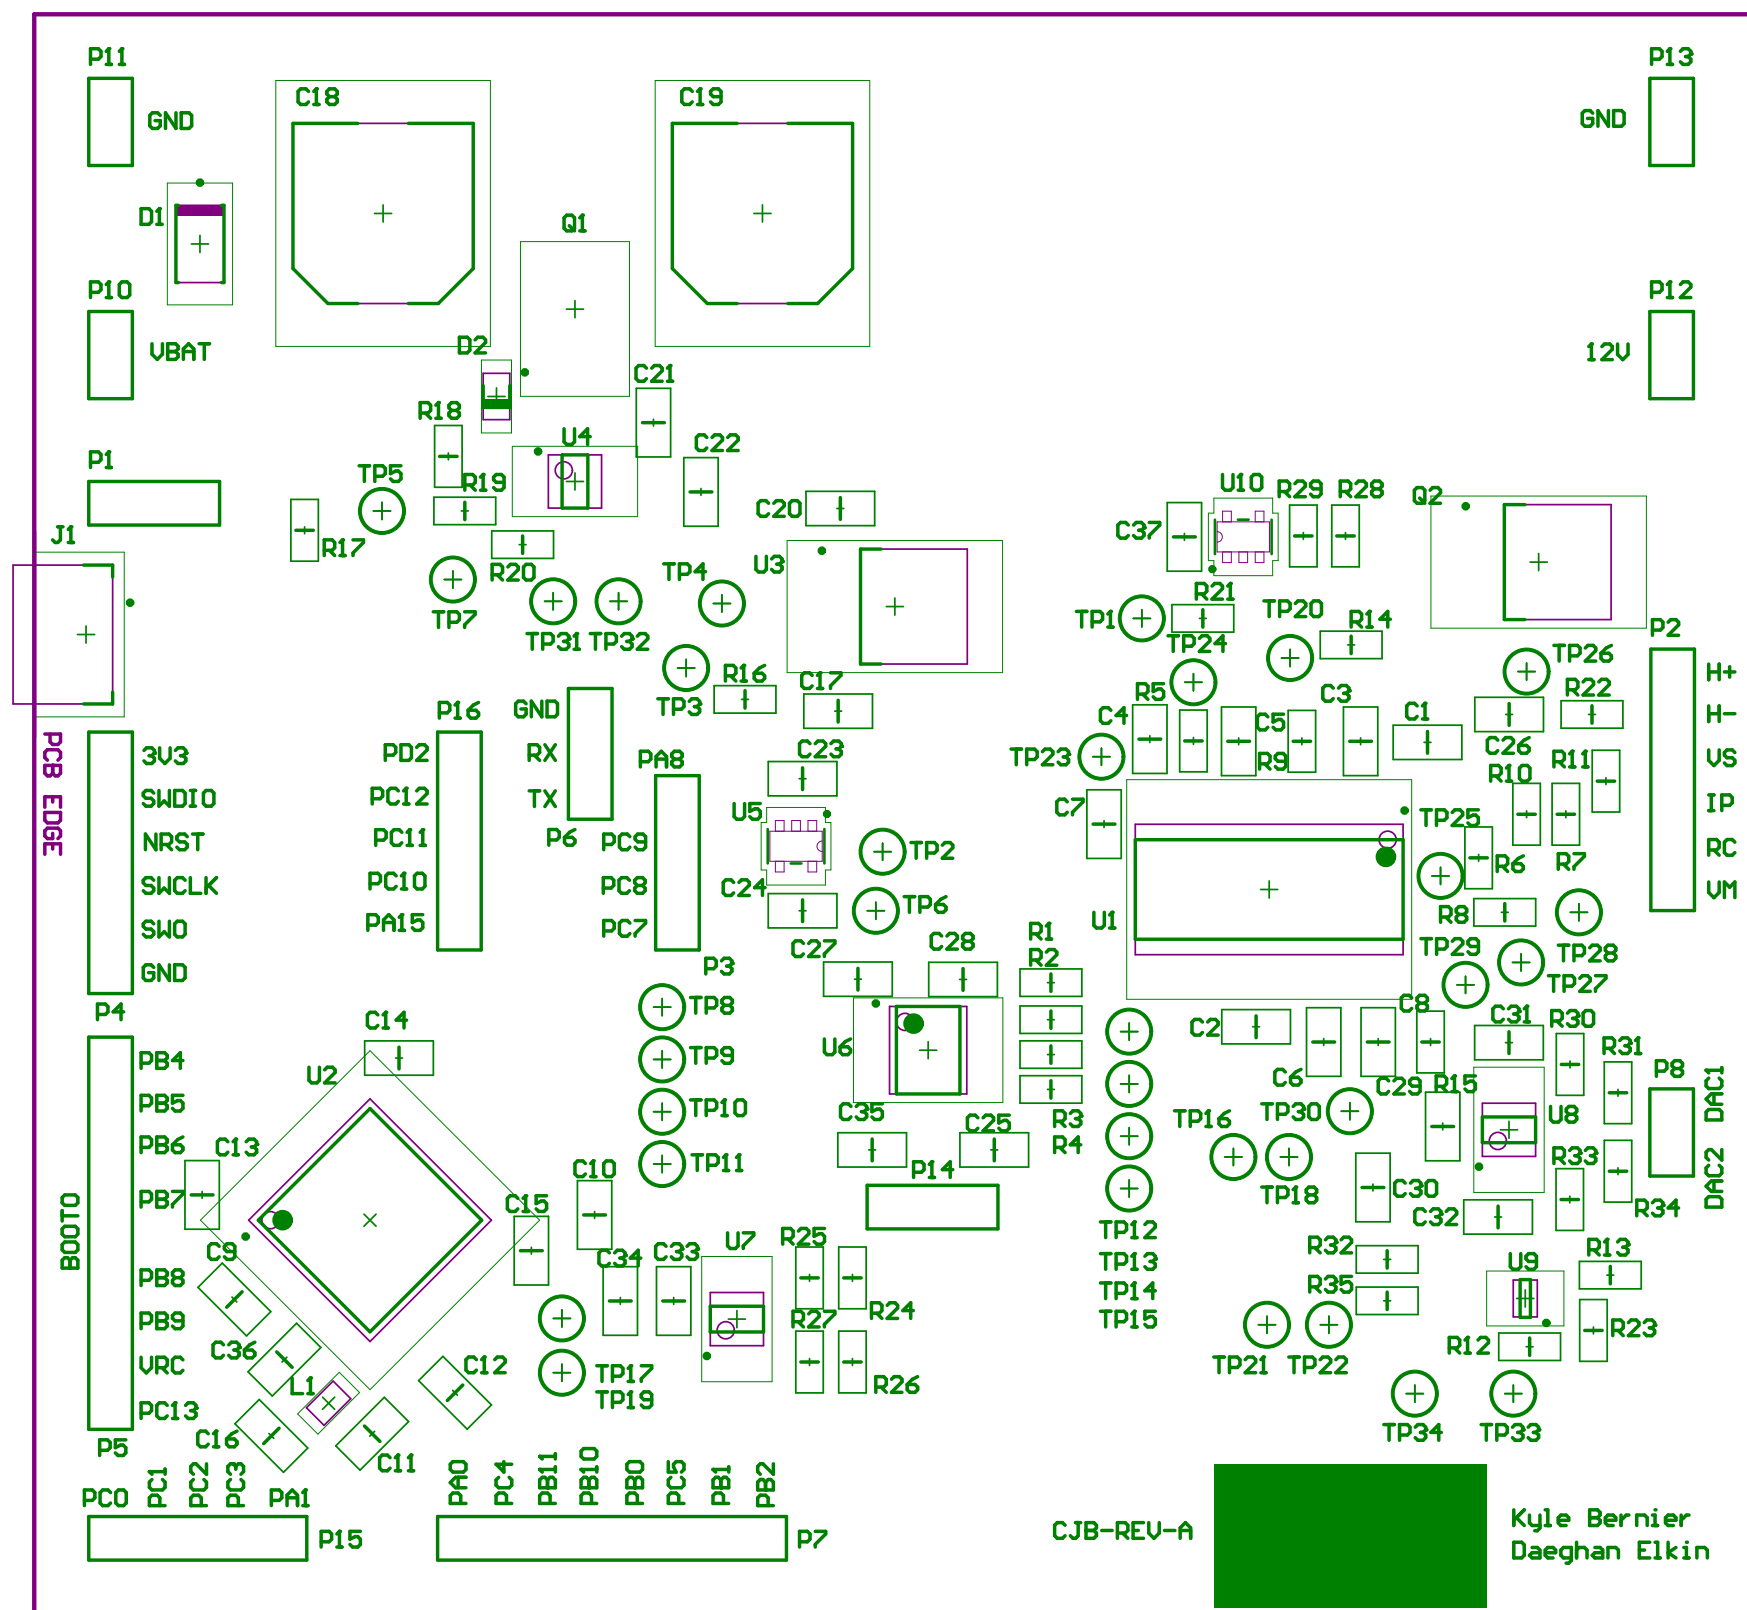 P11
P13
C18
C19
GND
GND
D1
Q1
P10
P12
VBAT
D2
12V
C21
R18
U4
C22
P1
TP5
R19
U10
R29
R28
Q2
C20
J1
R17
C37
R20
U3
TP4
R21
TP7
TP1
TP20
R14
TP31
TP32
TP24
P2
TP26
H+
R16
C17
R5
C3
R22
TP3
P16
GND
C4
C5
C1
H-
PCB EDGE
3V3
PD2
RX
PA8
C23
TP23
R9
C26
R11
VS
R10
SWDIO
PC12
TX
U5
C7
TP25
IP
NRST
PC11
P6
PC9
TP2
R6
R7
RC
SWCLK
PC10
PC8
C24
TP6
VM
SWO
PA15
PC7
U1
R8
R1
C27
C28
R2
TP29
TP28
GND
P3
TP27
P4
TP8
C14
C2
C8
C31
R30
U6
R31
PB4
TP9
U2
C6
C29
R15
P8
PB5
TP10
C35
C25
R3
TP16
TP30
U8
DAC1
PB6
C13
R4
TP11
P14
R33
C10
DAC2
PB7
C15
TP18
C30
R34
BOOT0
C32
TP12
C9
C34
C33
U7
R25
R32
R13
TP13
U9
PB8
TP14
R35
PB9
R27
R24
TP15
R23
C36
R12
VRC
C12
TP17
TP21
TP22
L1
R26
TP19
PC13
C16
TP34
TP33
P5
C11
PC0
PC1
PC2
PC3
PA1
PA0
PC4
PB11
PB10
PB0
PC5
PB1
PB2
P15
P7
CJB-REV-A
Kyle Bernier
Daeghan Elkin